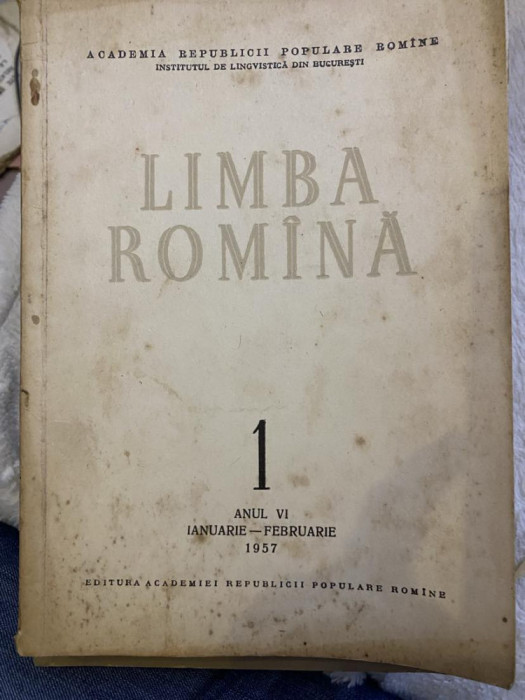 ACADEMIA REPUBLICII POPULARE ROMÎNE
INSTITUTUL DE LINGVISTICĂ DIN BUCUREȘTI
LIMBA
ROMÎNĂ
1
ANUL VI
IANUARIE—FEBRUARIE
1957
EDITURA ACADEMIEI REPUBLICII POPULARE ROMÎNE